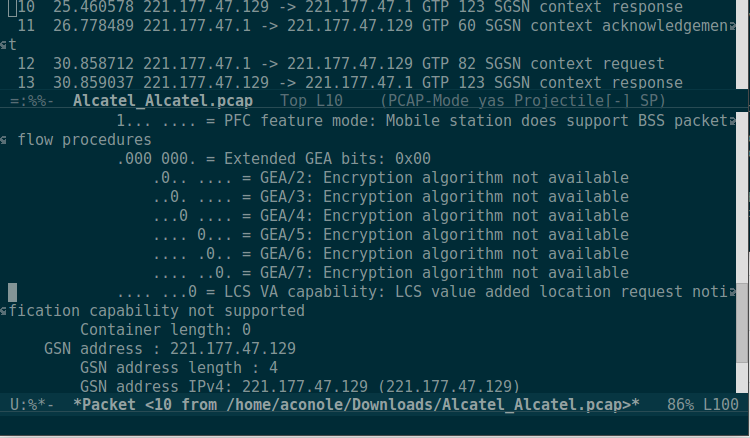 10  25.460578 221.177.47.129 -> 221.177.47.1 GTP 123 SGSN context response
11  26.778489 221.177.47.1 -> 221.177.47.129 GTP 60 SGSN context acknowledgemen
t
12  30.858712 221.177.47.1 -> 221.177.47.129 GTP 82 SGSN context request
13  30.859037 221.177.47.129 -> 221.177.47.1 GTP 123 SGSN context response
=:%%-  Alcatel_Alcatel.pcap   Top L10    (PCAP-Mode yas Projectile[-] SP)
1... .... = PFC feature mode: Mobile station does support BSS packet
flow procedures
.000 000. = Extended GEA bits: 0x00
.0.. .... = GEA/2: Encryption algorithm not available
..0. .... = GEA/3: Encryption algorithm not available
...0 .... = GEA/4: Encryption algorithm not available
.... 0... = GEA/5: Encryption algorithm not available
.... .0.. = GEA/6: Encryption algorithm not available
.... ..0. = GEA/7: Encryption algorithm not available
.... ...0 = LCS VA capability: LCS value added location request noti
fication capability not supported
Container length: 0
GSN address : 221.177.47.129
GSN address length : 4
GSN address IPv4: 221.177.47.129 (221.177.47.129)
U:%*-  *Packet <10 from /home/aconole/Downloads/Alcatel_Alcatel.pcap>*   86% L100